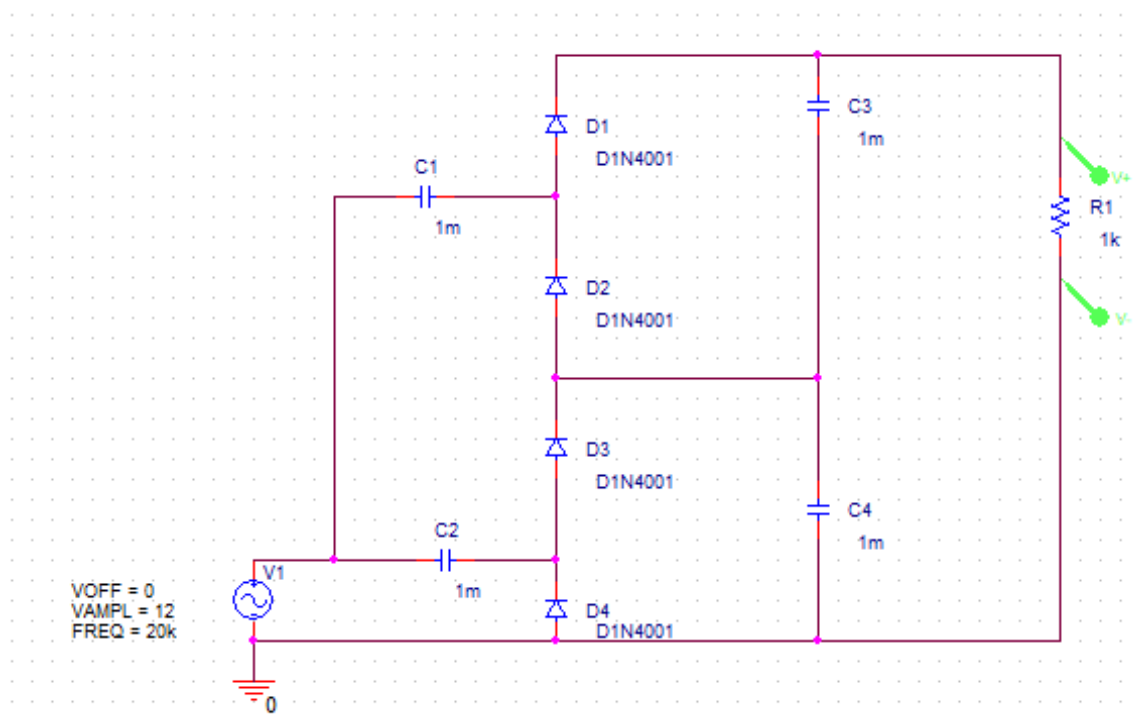 D1
D1N4001
C3
1m
C1
1m
V+
R1
1k
D2
D1N4001
V-
D3
D1N4001
C2
1m
C4
1m
V1
VOFF = 0
VAMPL = 12
FREQ = 20k
D4
D1N4001
0